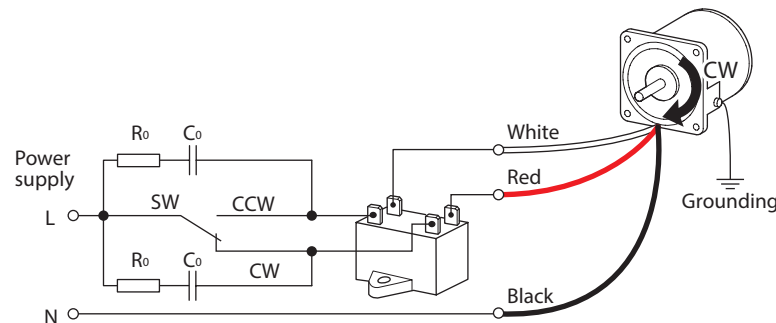 CW
R₀ C₀
White
Power
supply
Red
L
SW
CCW
Grounding
R₀ C₀
CW
Black
N